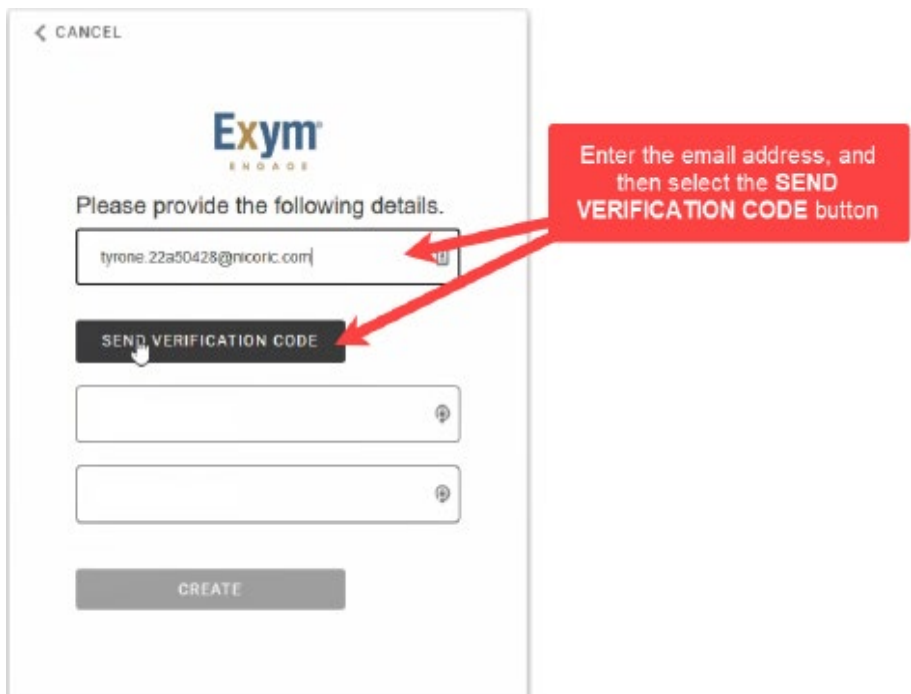 CANCEL
Exym
ENGAGE
Please provide the following details.
tyrone.22a50428@nicoric.com
SEND VERIFICATION CODE
CREATE
Enter the email address, and
then select the SEND
VERIFICATION CODE button